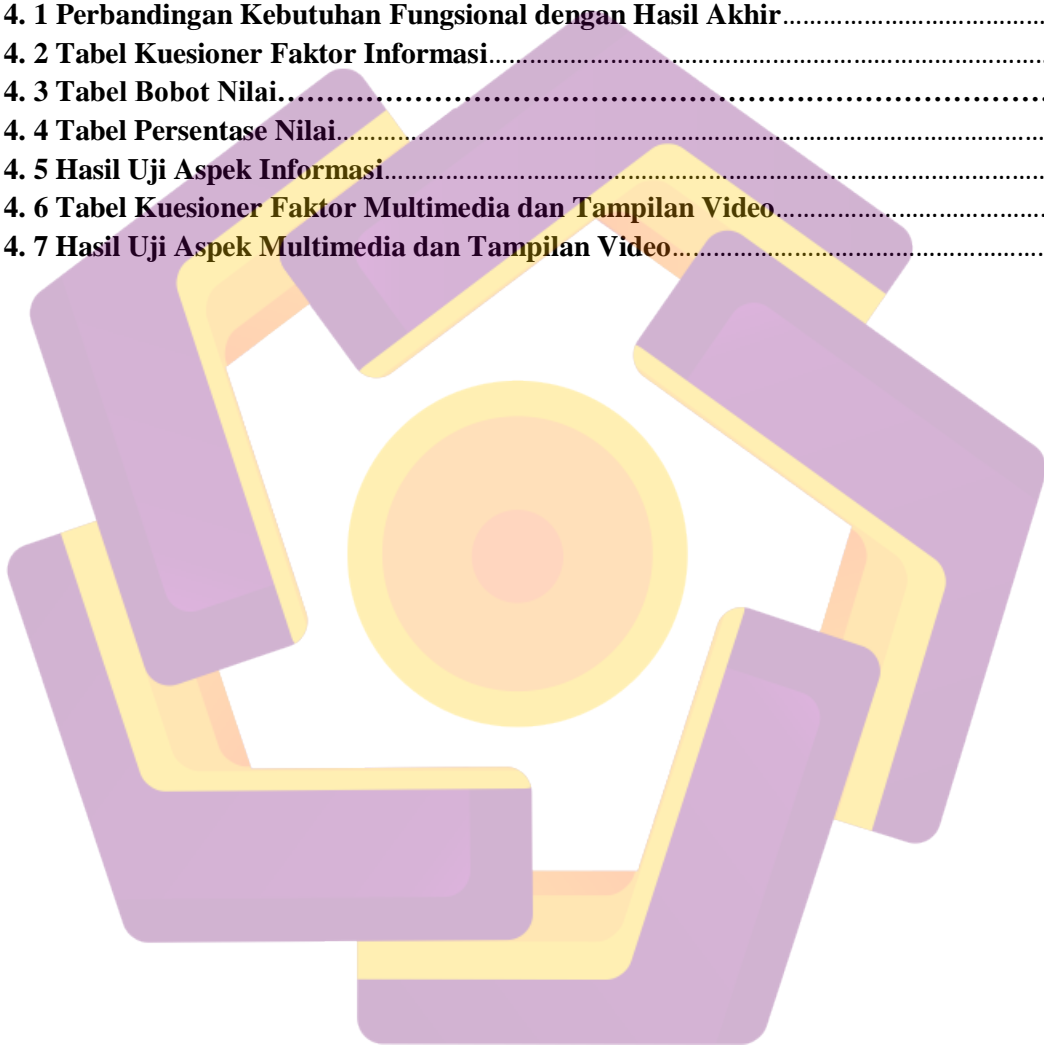 4. 1 Perbandingan Kebutuhan Fungsional dengan Hasil Akhir................................
4. 2 Tabel Kuesioner Faktor Informasi................................................................
4. 3 Tabel Bobot Nilai................................................................................
4. 4 Tabel Persentase Nilai............................................................................
4. 5 Hasil Uji Aspek Informasi........................................................................
4. 6 Tabel Kuesioner Faktor Multimedia dan Tampilan Video................................
4. 7 Hasil Uji Aspek Multimedia dan Tampilan Video............................................